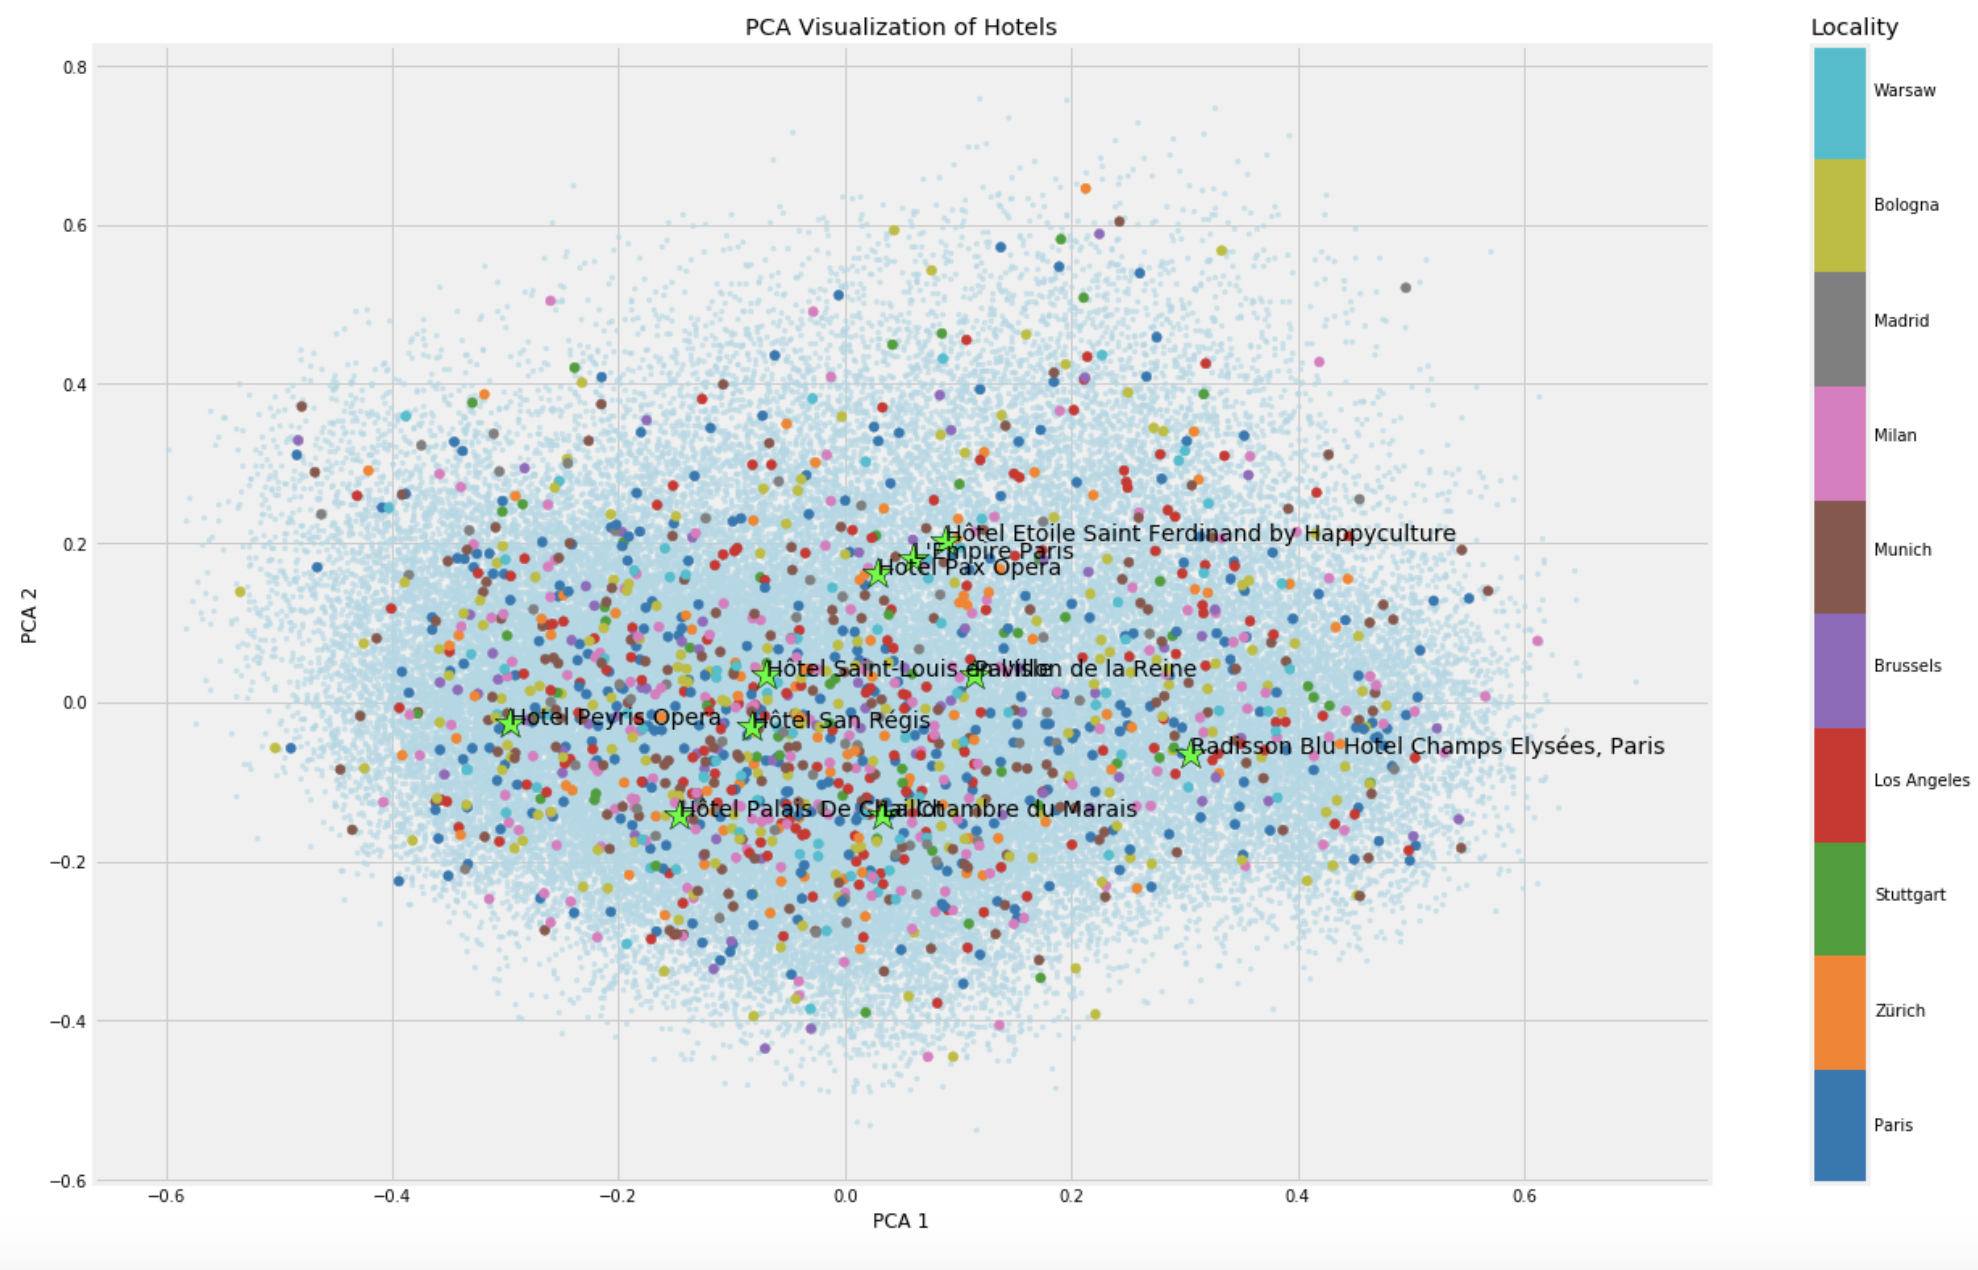 PCA Visualization of Hotels
Locality
0.8
0.6
0.4
0.2
0.0
−0.2
−0.4
−0.6
PCA 2
Hôtel Etoile Saint Ferdinand by Happyculture
L'Empire Paris
Hotel Pax Opera
Hôtel Saint-Louis en l'Isle
Pavillon de la Reine
Hotel Peyris Opera
Hôtel San Régis
Radisson Blu Hotel Champs Elysées, Paris
Hôtel Palais De Chaillot
La Chambre du Marais
−0.6
−0.4
−0.2
0.0
0.2
0.4
0.6
PCA 1
Warsaw
Bologna
Madrid
Milan
Munich
Brussels
Los Angeles
Stuttgart
Zürich
Paris